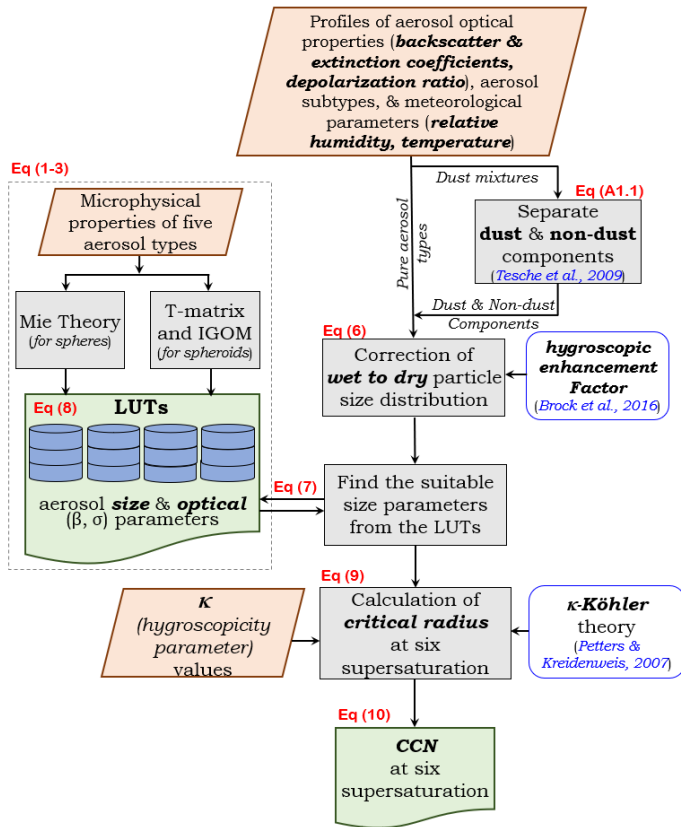 Profiles of aerosol optical
properties (backscatter &
extinction coefficients,
depolarization ratio), aerosol
subtypes, & meteorological
parameters (relative
humidity, temperature)
Dust mixtures
Eq (A1.1)
Separate
dust & non-dust
components
(Tesche et al., 2009)
Pure aerosol
types
Dust & Non-dust
Components
Eq (1-3)
Microphysical
properties of five
aerosol types
Mie Theory
(for spheres)
T-matrix
and IGOM
(for spheroids)
Eq (8)
LUTs
aerosol size & optical
(β, σ) parameters
Eq (6)
Correction of
wet to dry particle
size distribution
hygroscopic
enhancement
Factor
(Brock et al., 2016)
Eq (7)
Find the suitable
size parameters
from the LUTs
Eq (9)
Calculation of
critical radius
at six
supersaturation
κ
(hygroscopicity
parameter)
values
κ-Köhler
theory
(Petters &
Kreidenweis, 2007)
Eq (10)
CCN
at six
supersaturation